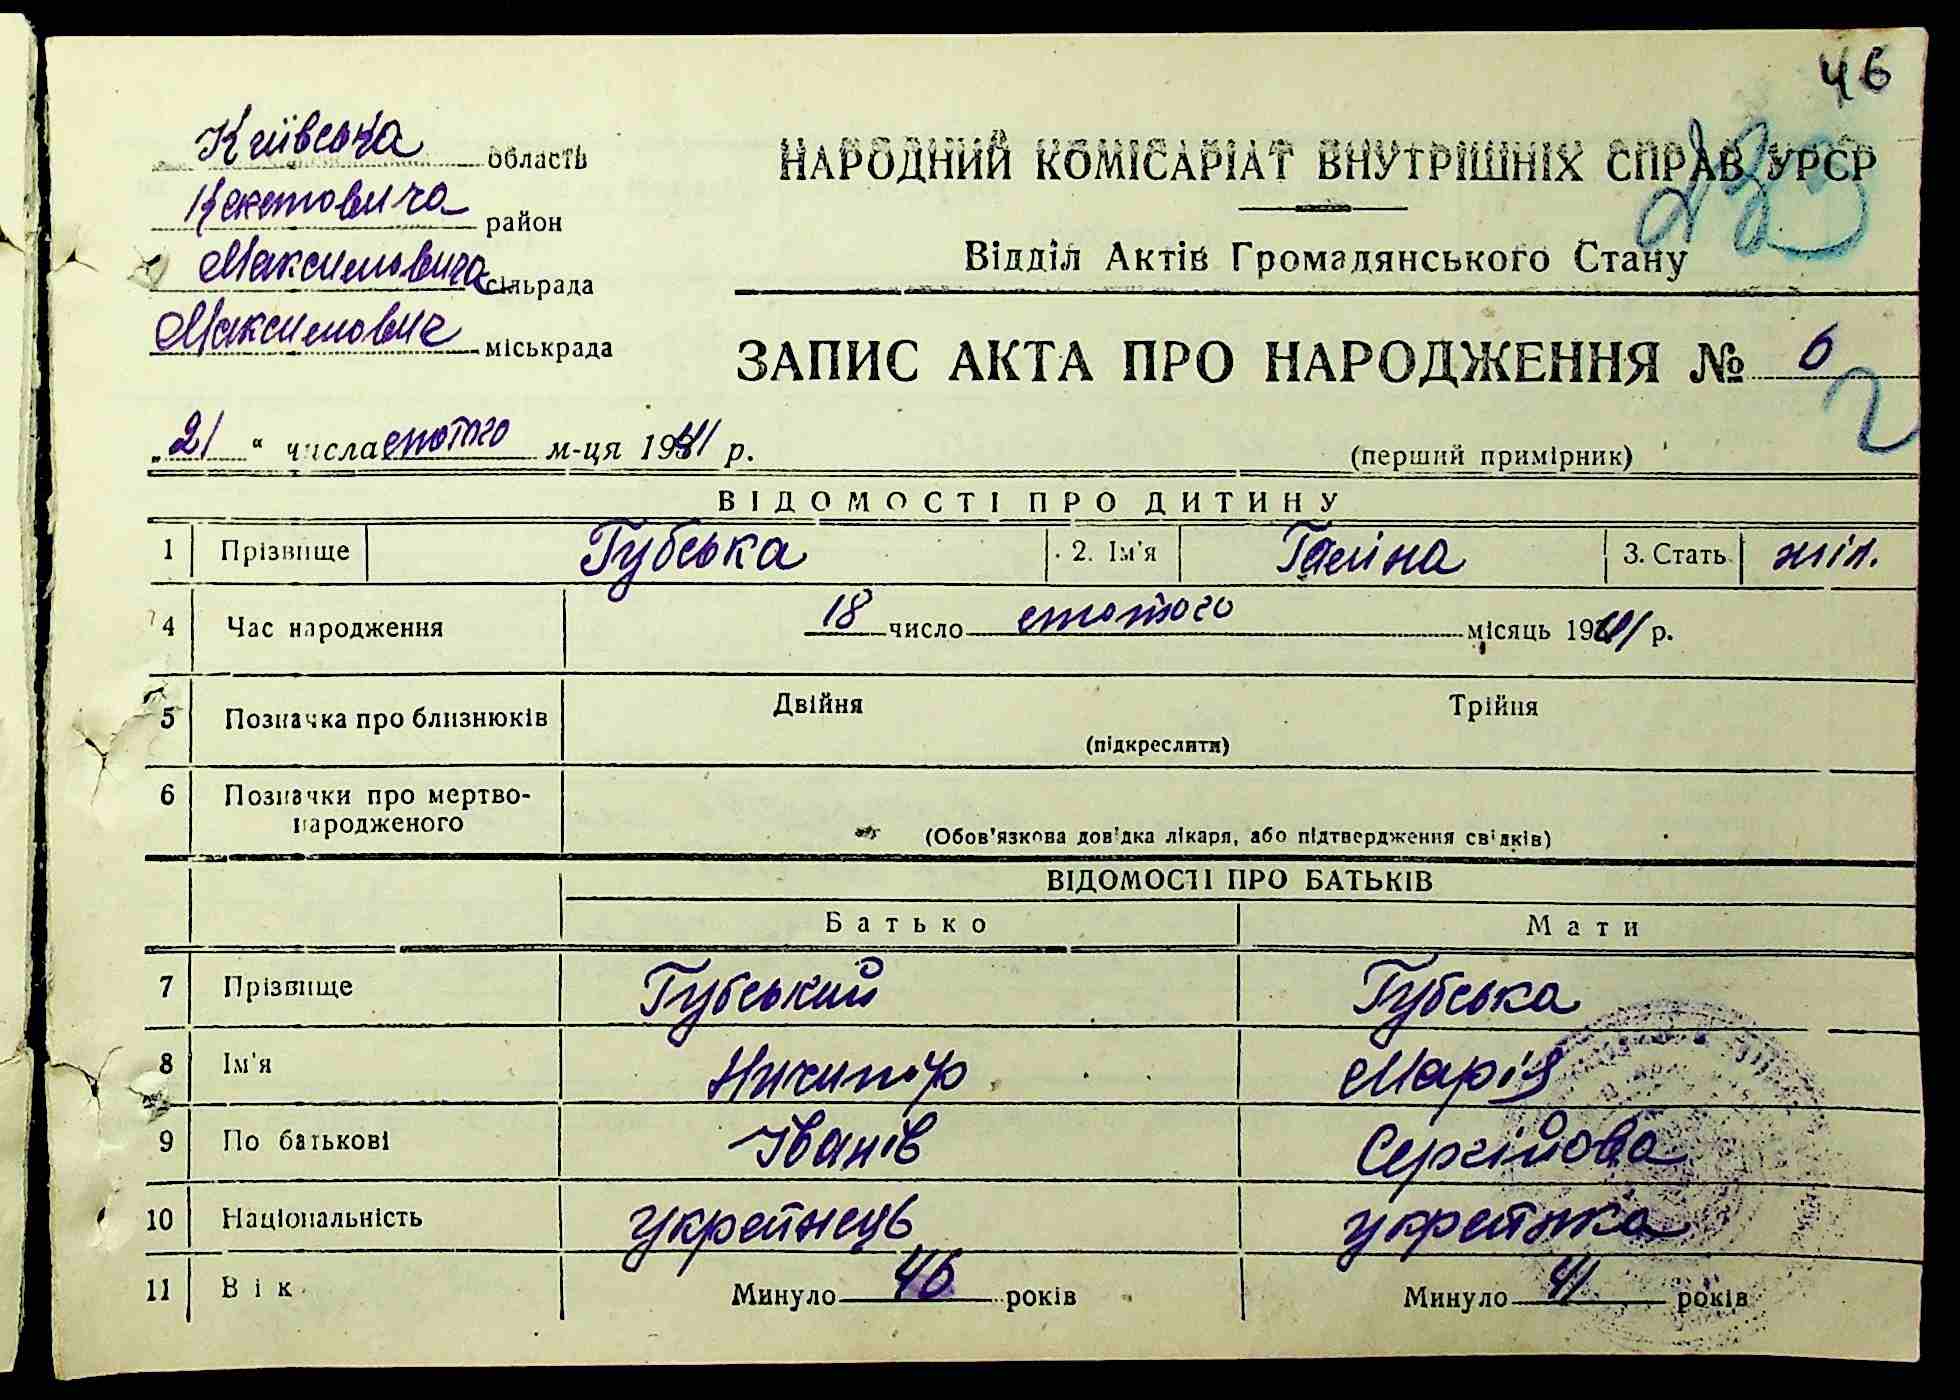 46
Київська область
район
Максимовича сільрада
Максимович міськрада
НАРОДНИЙ КОМІСАРІАТ ВНУТРІШНІХ СПРАВ УРСР
Відділ Актів Громадянського Стану
ЗАПИС АКТА ПРО НАРОДЖЕННЯ № 6
2
„21“ числа лютого м-ця 1941 р.
(перший примірник)
ВІДОМОСТІ ПРО ДИТИНУ
1 Прізвище Губська 2. Ім'я Галіна 3. Стать жін.
4 Час народження 18 число лютого місяць 1941 р.
5 Позначка про близнюків Двійня Трійня
(підкреслити)
6 Позначки про мертво-
народженого
(Обов'язкова довідка лікаря, або підтвердження свідків)
ВІДОМОСТІ ПРО БАТЬКІВ
Батько Мати
7 Прізвище Губський Губська
8 Ім'я Ничипір Марія
9 По батькові Іванів Сергійова
10 Національність українець українка
11 Вік Минуло 46 років Минуло 41 років